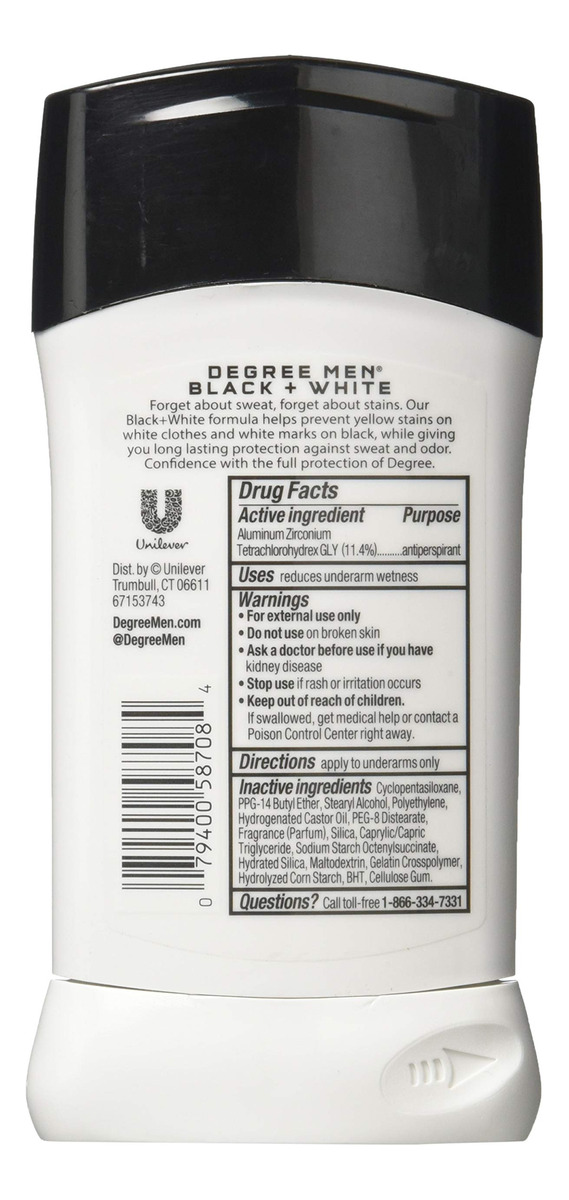 DEGREE MEN®
BLACK + WHITE
Forget about sweat, forget about stains. Our
Black+White formula helps prevent yellow stains on
white clothes and white marks on black, while giving
you long lasting protection against sweat and odor.
Confidence with the full protection of Degree.
Unilever
Dist. by © Unilever
Trumbull, CT 06611
67153743
DegreeMen.com
@DegreeMen
0 79400 58708 4
Drug Facts
Active ingredient Purpose
Aluminum Zirconium
Tetrachlorohydrex GLY (11.4%)..........antiperspirant
Uses reduces underarm wetness
Warnings
• For external use only
• Do not use on broken skin
• Ask a doctor before use if you have
kidney disease
• Stop use if rash or irritation occurs
• Keep out of reach of children.
If swallowed, get medical help or contact a
Poison Control Center right away.
Directions apply to underarms only
Inactive ingredients Cyclopentasiloxane,
PPG-14 Butyl Ether, Stearyl Alcohol, Polyethylene,
Hydrogenated Castor Oil, PEG-8 Distearate,
Fragrance (Parfum), Silica, Caprylic/Capric
Triglyceride, Sodium Starch Octenylsuccinate,
Hydrated Silica, Maltodextrin, Gelatin Crosspolymer,
Hydrolyzed Corn Starch, BHT, Cellulose Gum.
Questions? Call toll-free 1-866-334-7331